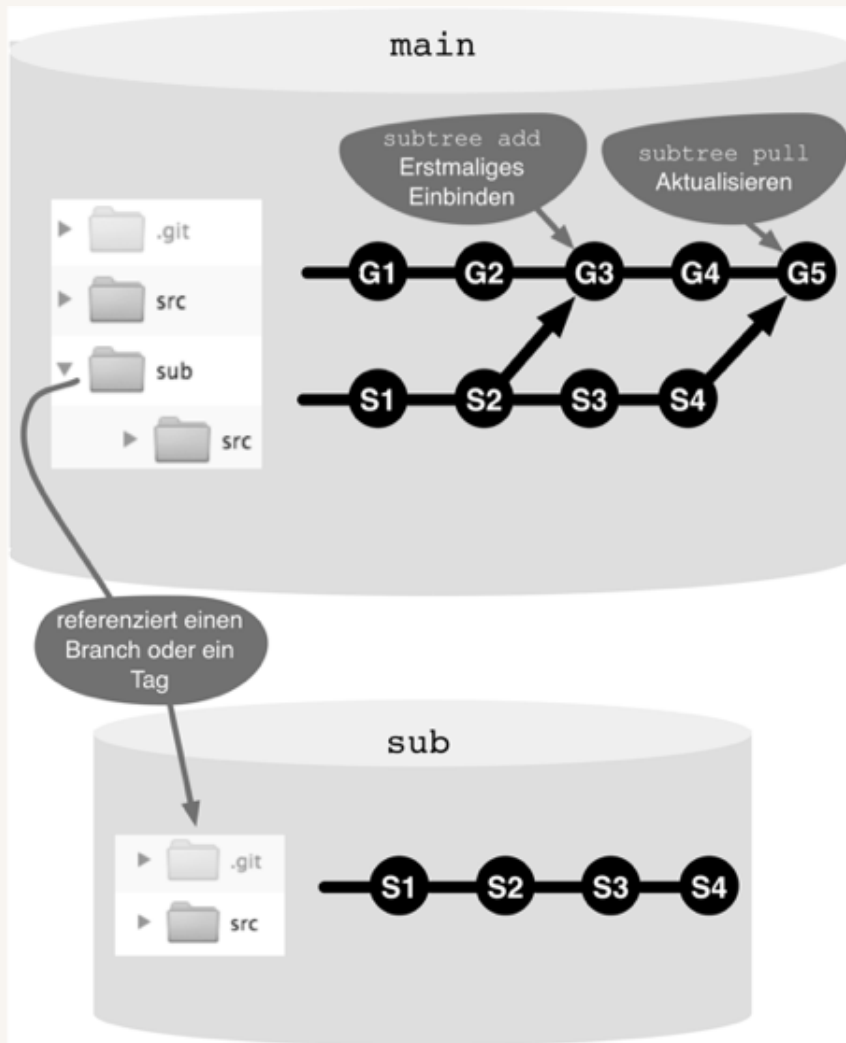 main
subtree add
Erstmaliges
Einbinden
subtree pull
Aktualisieren
.git
src
sub
src
G1 G2 G3 G4 G5
S1 S2 S3 S4
referenziert einen
Branch oder ein
Tag
sub
.git
src
S1 S2 S3 S4